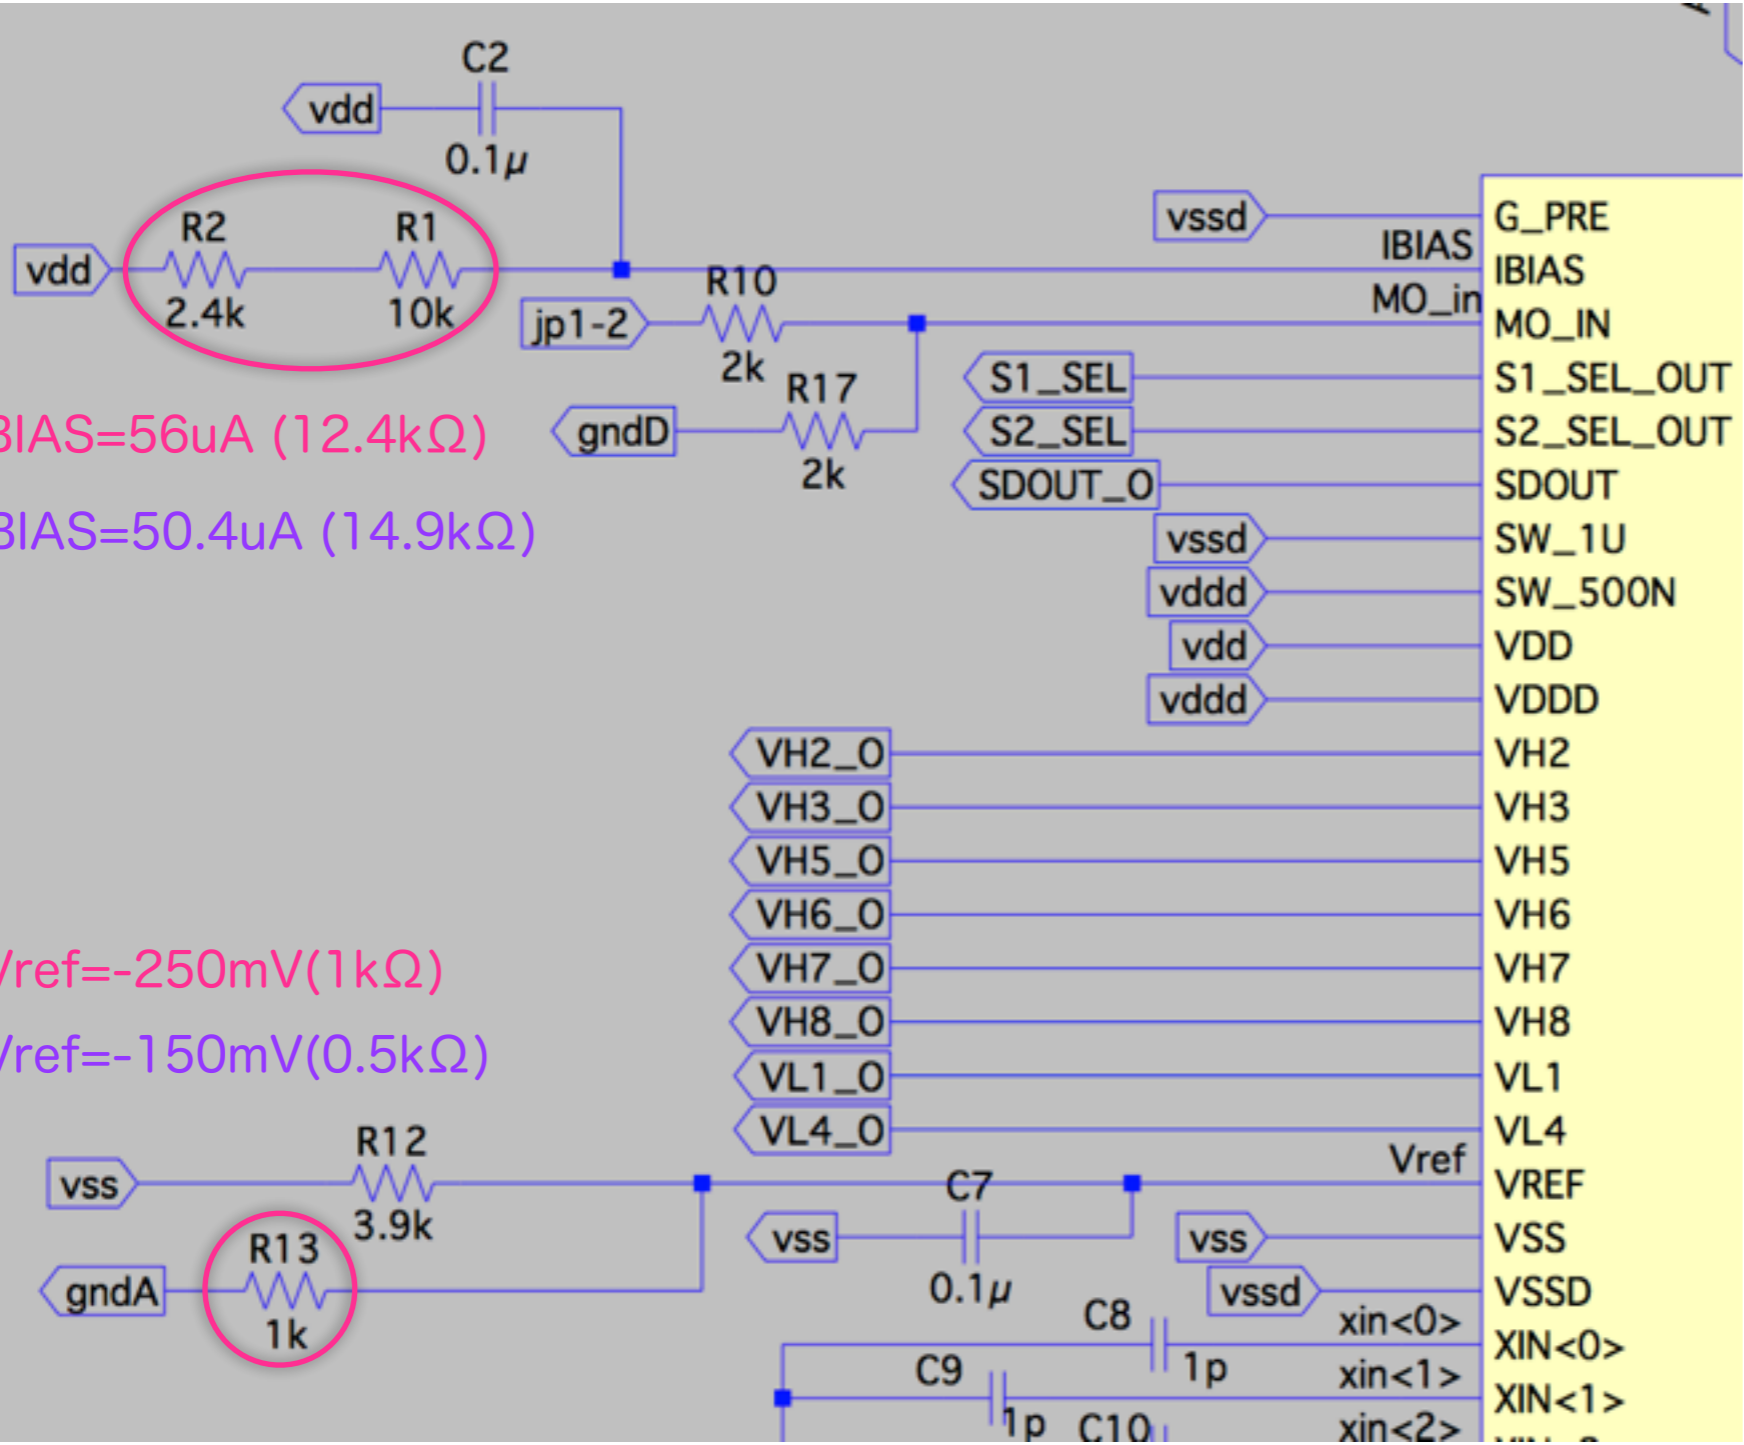 C2
vdd
0.1µ
R2
R1
vdd
2.4k
10k
vssd
G_PRE
IBIAS
IBIAS
R10
MO_in
jp1-2
MO_IN
2k
S1_SEL
S1_SEL_OUT
R17
gndD
S2_SEL
S2_SEL_OUT
2k
BIAS=56uA (12.4kΩ)
SDOUT_O
SDOUT
BIAS=50.4uA (14.9kΩ)
vssd
SW_1U
vddd
SW_500N
vdd
VDD
vddd
VDDD
VH2_O
VH2
VH3_O
VH3
VH5_O
VH5
VH6_O
VH6
Vref=-250mV(1kΩ)
VH7_O
VH7
VH8_O
VH8
Vref=-150mV(0.5kΩ)
VL1_O
VL1
VL4_O
VL4
R12
Vref
vss
VREF
3.9k
C7
vss
vss
VSS
R13
0.1µ
gndA
vssd
VSSD
1k
C8
xin<0>
XIN<0>
1p
C9
xin<1>
XIN<1>
1p
C10
xin<2>